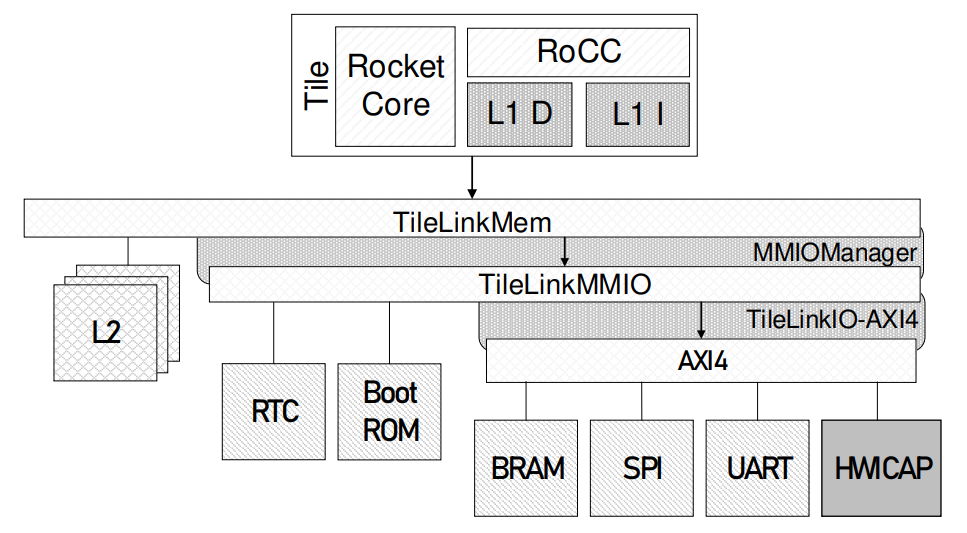 Tile
Rocket
Core
RoCC
L1 D
L1 I
TileLinkMem
MMIOManager
TileLinkMMIO
TileLinkIO-AXI4
L2
AXI4
RTC
Boot
ROM
BRAM
SPI
UART
HWICAP